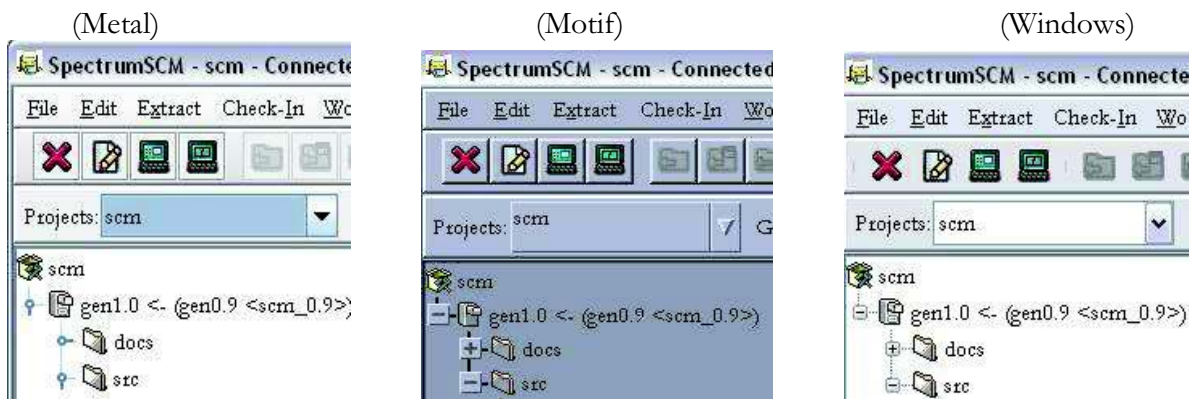 (Metal)
SpectrumSCM - scm - Connecte
File Edit Extract Check-In Wo
Projects: scm
scm
gen1.0 <- (gen0.9 <scm_0.9>)
docs
src
(Motif)
SpectrumSCM - scm - Connected
File Edit Extract Check-In Wo
Projects: scm G
scm
gen1.0 <- (gen0.9 <scm_0.9>)
docs
src
(Windows)
SpectrumSCM - scm - Connecte
File Edit Extract Check-In Wo
Projects: scm
scm
gen1.0 <- (gen0.9 <scm_0.9>)
docs
src